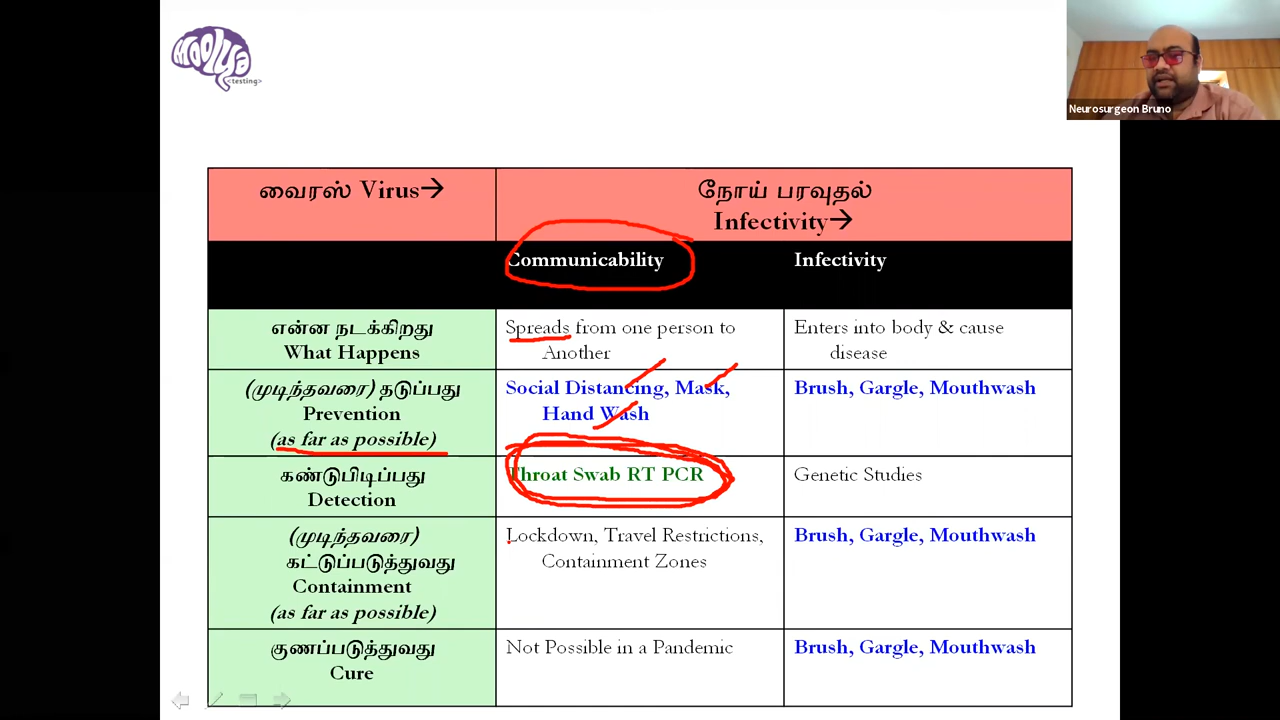 Moolya
<testing>
Neurosurgeon Bruno
வைரஸ் Virus→
நோய் பரவுதல்
Infectivity→
Communicability
Infectivity
என்ன நடக்கிறது
What Happens
Spreads from one person to
Another
Enters into body & cause
disease
(முடிந்தவரை) தடுப்பது
Prevention
(as far as possible)
Social Distancing, Mask,
Hand Wash
Brush, Gargle, Mouthwash
கண்டுபிடிப்பது
Detection
Throat Swab RT PCR
Genetic Studies
(முடிந்தவரை)
கட்டுப்படுத்துவது
Containment
(as far as possible)
Lockdown, Travel Restrictions,
Containment Zones
Brush, Gargle, Mouthwash
குணப்படுத்துவது
Cure
Not Possible in a Pandemic
Brush, Gargle, Mouthwash